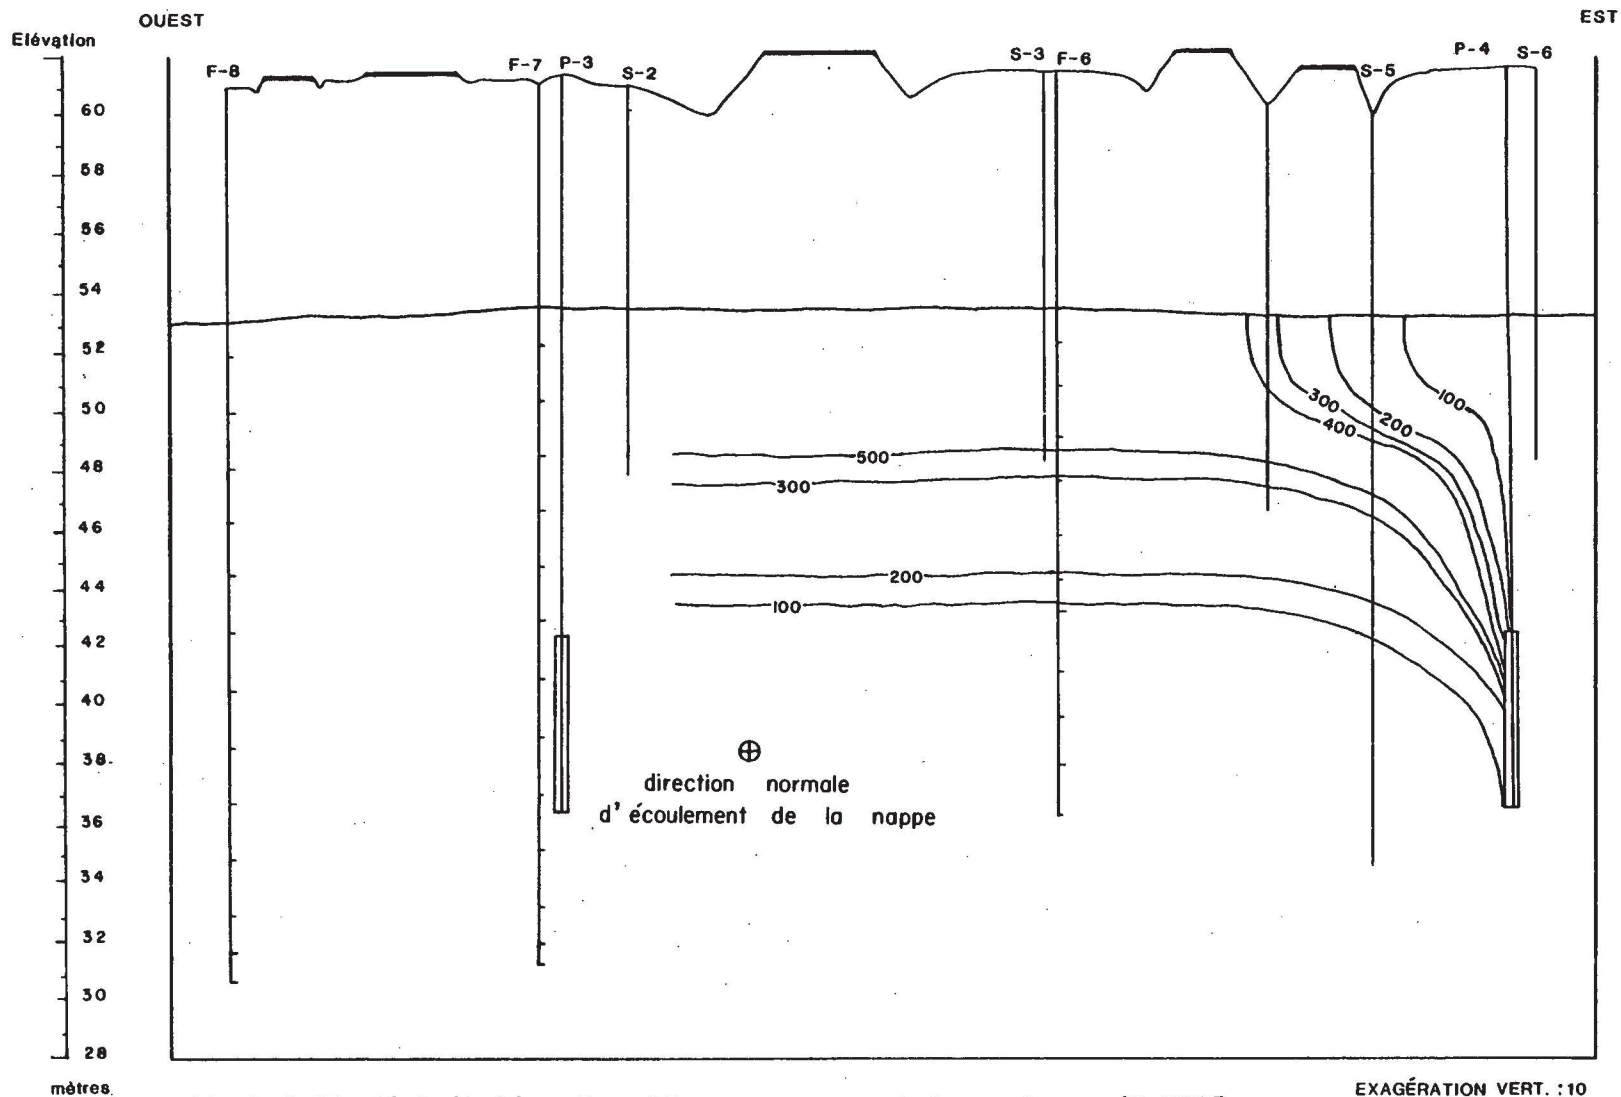 OUEST
EST
Elévation
F-8
F-7
P-3
S-2
S-3
F-6
S-5
P-4
S-6
60
58
56
54
52
50
48
46
44
42
40
38
36
34
32
30
28
100
300
200
400
500
300
200
100
direction normale
d' écoulement de la nappe
mètres
EXAGÉRATION VERT. :10